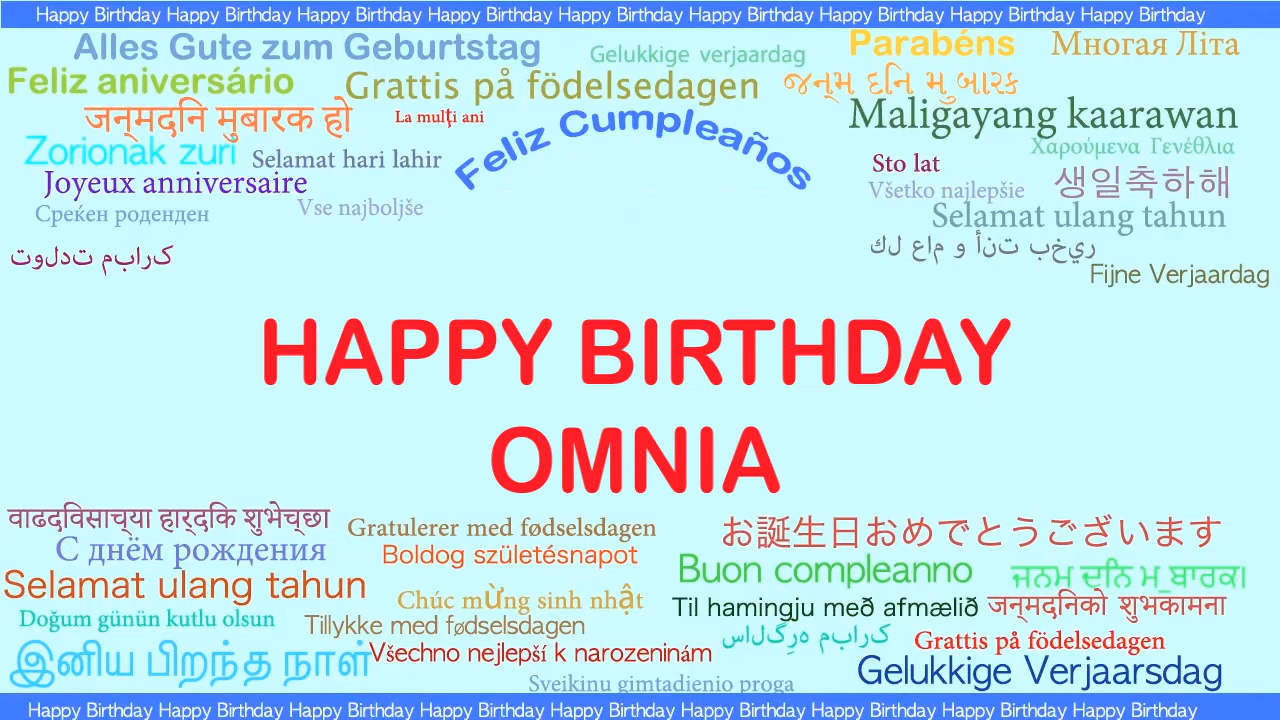 Happy Birthday Happy Birthday Happy Birthday Happy Birthday Happy Birthday Happy Birthday Happy Birthday Happy Birthday Happy Birthday
Alles Gute zum Geburtstag
Gelukkige verjaardag
Parabéns
Многая Літа
Feliz aniversário
Grattis på födelsedagen
જન્મ દિન મુબારક
जन्मदिन मुबारक हो
La mulţi ani
Feliz Cumpleaños
Maligayang kaarawan
Zorionak zuri
Selamat hari lahir
Sto lat
Χαρούμενα Γενέθλια
Joyeux anniversaire
Všetko najlepšie
생일축하해
Среќен роденден
Vse najboljše
Selamat ulang tahun
تولدت مبارک
كل عام و أنت بخير
Fijne Verjaardag
HAPPY BIRTHDAY
OMNIA
वाढदिवसाच्या हार्दिक शुभेच्छा
Gratulerer med fødselsdagen
お誕生日おめでとうございます
С днём рождения
Boldog születésnapot
Buon compleanno
ਜਨਮ ਦਿਨ ਮੁਬਾਰਕ।
Selamat ulang tahun
Chúc mừng sinh nhật
Til hamingju með afmælið
जन्मदिनको शुभकामना
Doğum günün kutlu olsun
Tillykke med fødselsdagen
سالگرہ مبارک
Grattis på födelsedagen
இனிய பிறந்த நாள்
Všechno nejlepší k narozeninám
Gelukkige Verjaarsdag
Sveikinu gimtadienio proga
Happy Birthday Happy Birthday Happy Birthday Happy Birthday Happy Birthday Happy Birthday Happy Birthday Happy Birthday Happy Birthday